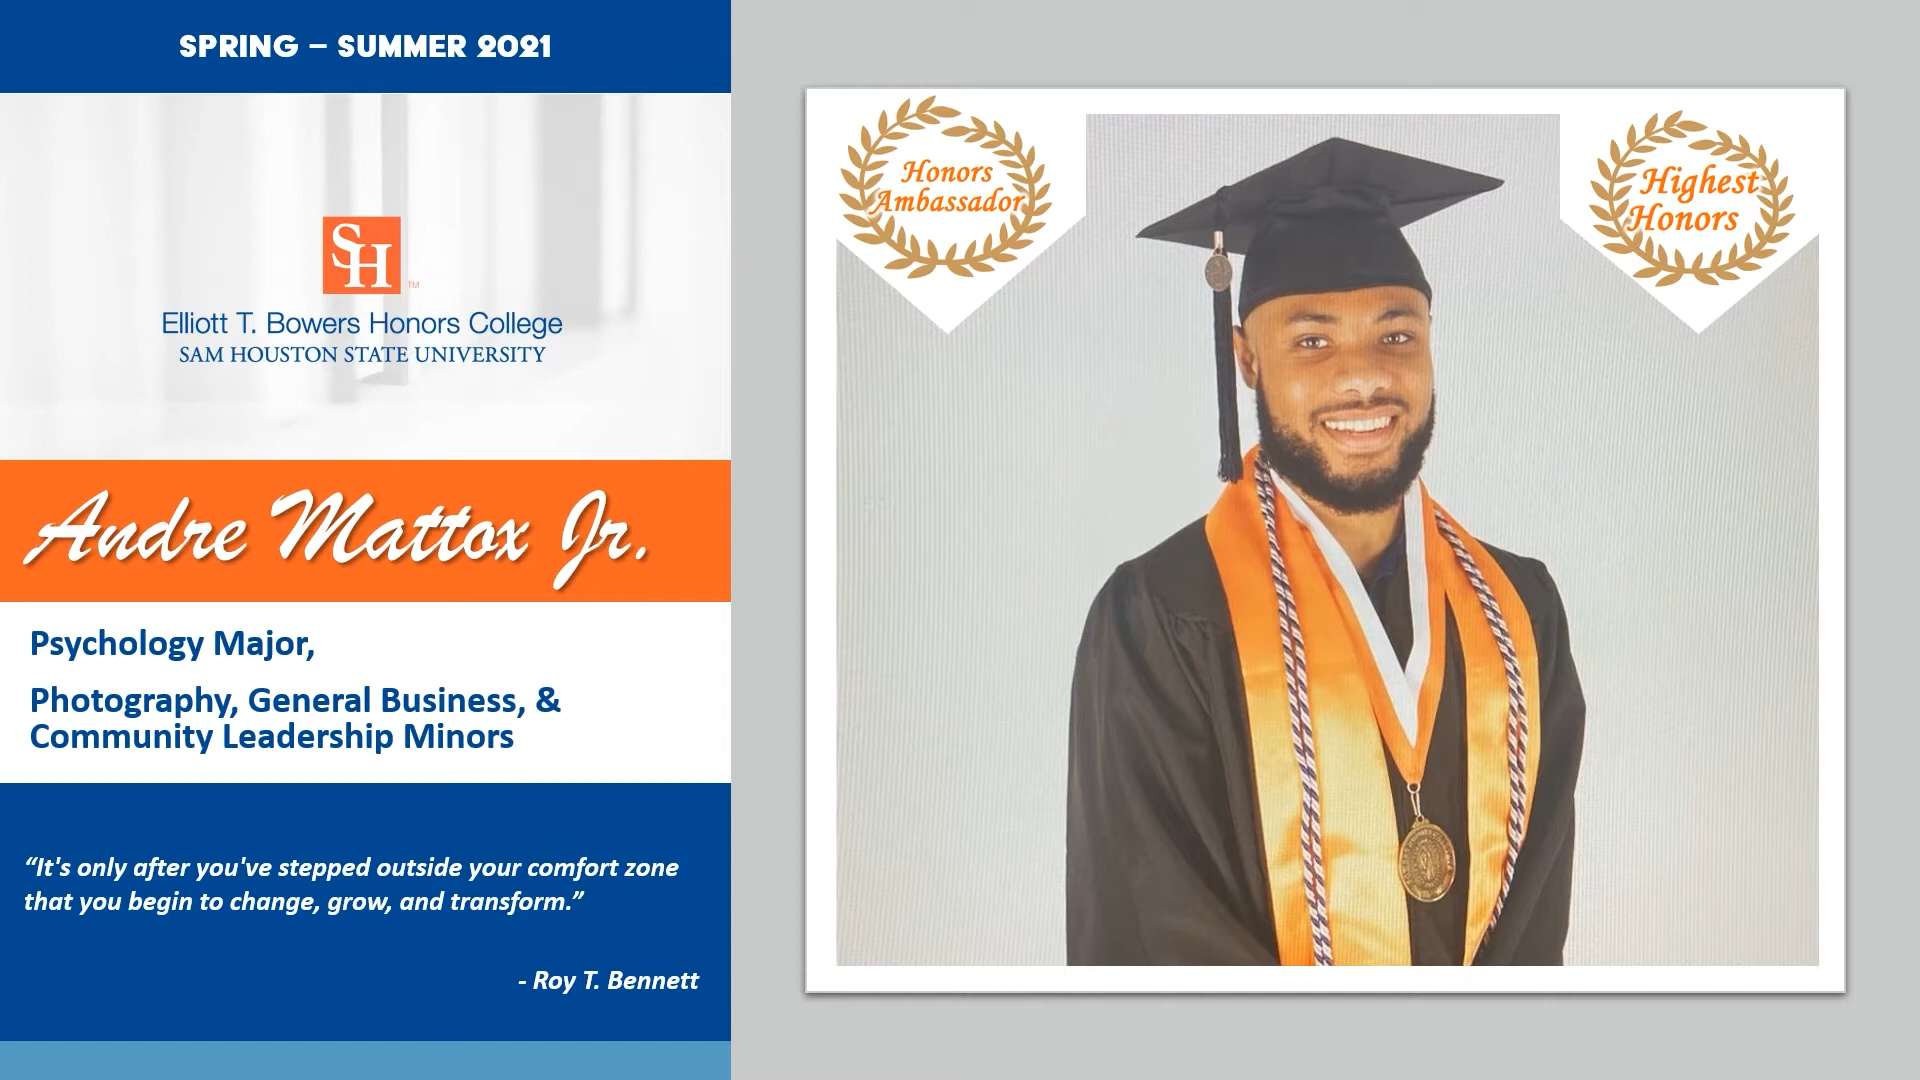 SPRING – SUMMER 2021
SH
TM
Elliott T. Bowers Honors College
SAM HOUSTON STATE UNIVERSITY
Andre Mattox Jr.
Psychology Major,
Photography, General Business, &
Community Leadership Minors
“It's only after you've stepped outside your comfort zone
that you begin to change, grow, and transform.”
- Roy T. Bennett
Honors
Ambassador
Highest
Honors